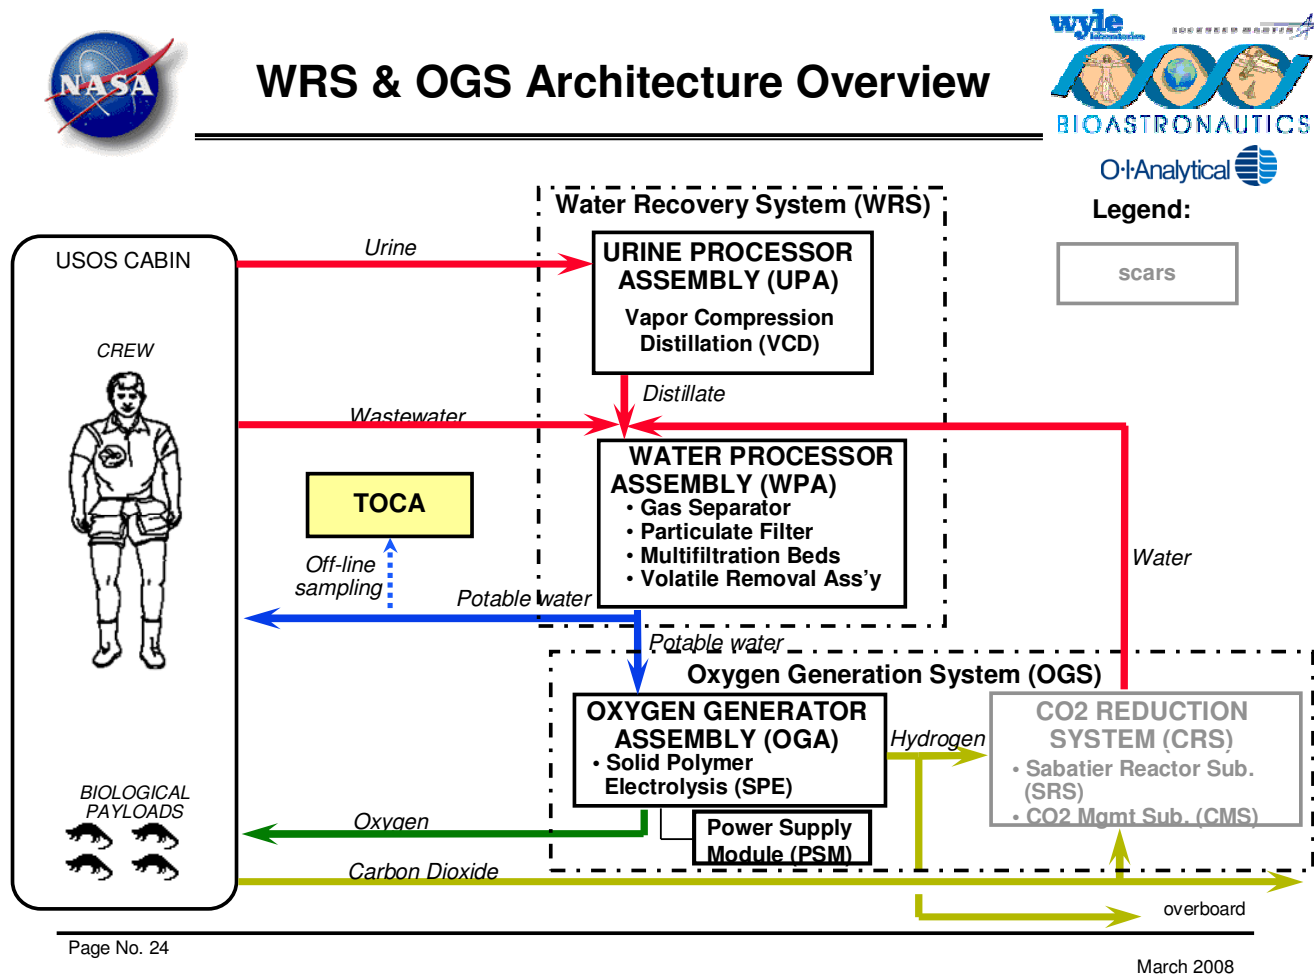 wyle
laboratories
LOCKHEED MARTIN
NASA
WRS & OGS Architecture Overview
BIOASTRONAUTICS
O·I·Analytical
Legend:
scars
Water Recovery System (WRS)
USOS CABIN
Urine
URINE PROCESSOR
ASSEMBLY (UPA)
Vapor Compression
Distillation (VCD)
CREW
Distillate
Wastewater
WATER PROCESSOR
ASSEMBLY (WPA)
• Gas Separator
• Particulate Filter
• Multifiltration Beds
• Volatile Removal Ass'y
TOCA
Off-line
sampling
Water
Potable water
Potable water
Oxygen Generation System (OGS)
OXYGEN GENERATOR
ASSEMBLY (OGA)
• Solid Polymer
Electrolysis (SPE)
Hydrogen
CO2 REDUCTION
SYSTEM (CRS)
• Sabatier Reactor Sub.
(SRS)
• CO2 Mgmt Sub. (CMS)
BIOLOGICAL
PAYLOADS
Oxygen
Power Supply
Module (PSM)
Carbon Dioxide
overboard
Page No. 24
March 2008